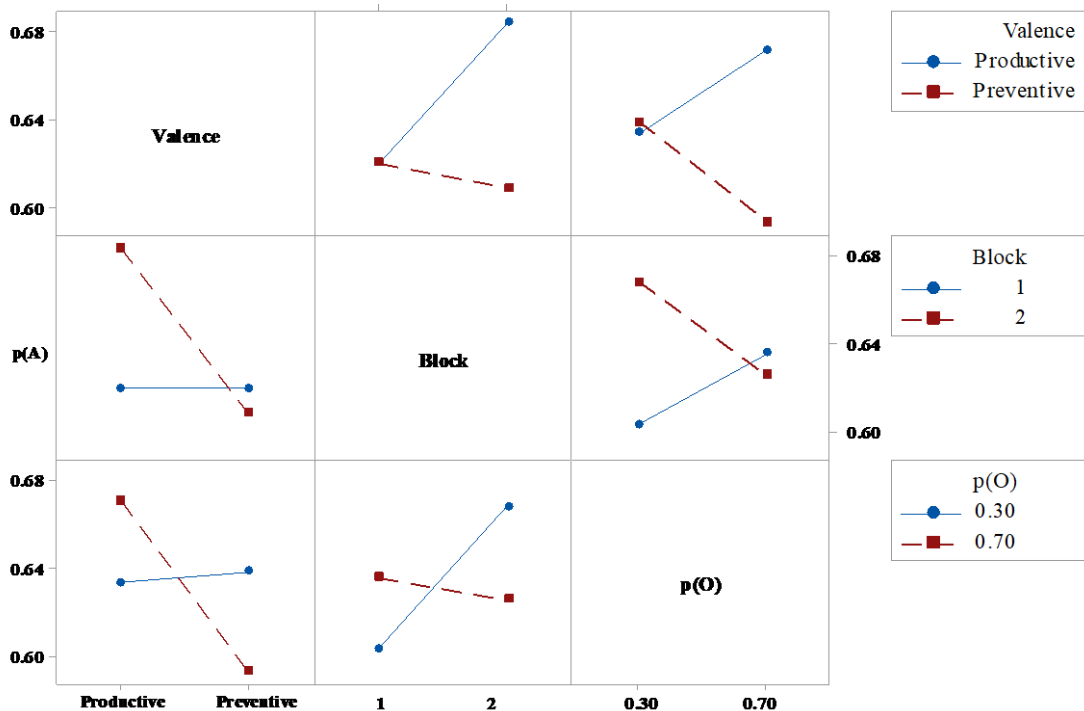 0.68
0.64
0.60
Valence
Valence
Productive
Preventive
p(A)
Block
0.68
0.64
0.60
Block
1
2
0.68
0.64
0.60
p(O)
p(O)
0.30
0.70
Productive Preventive 1 2 0.30 0.70